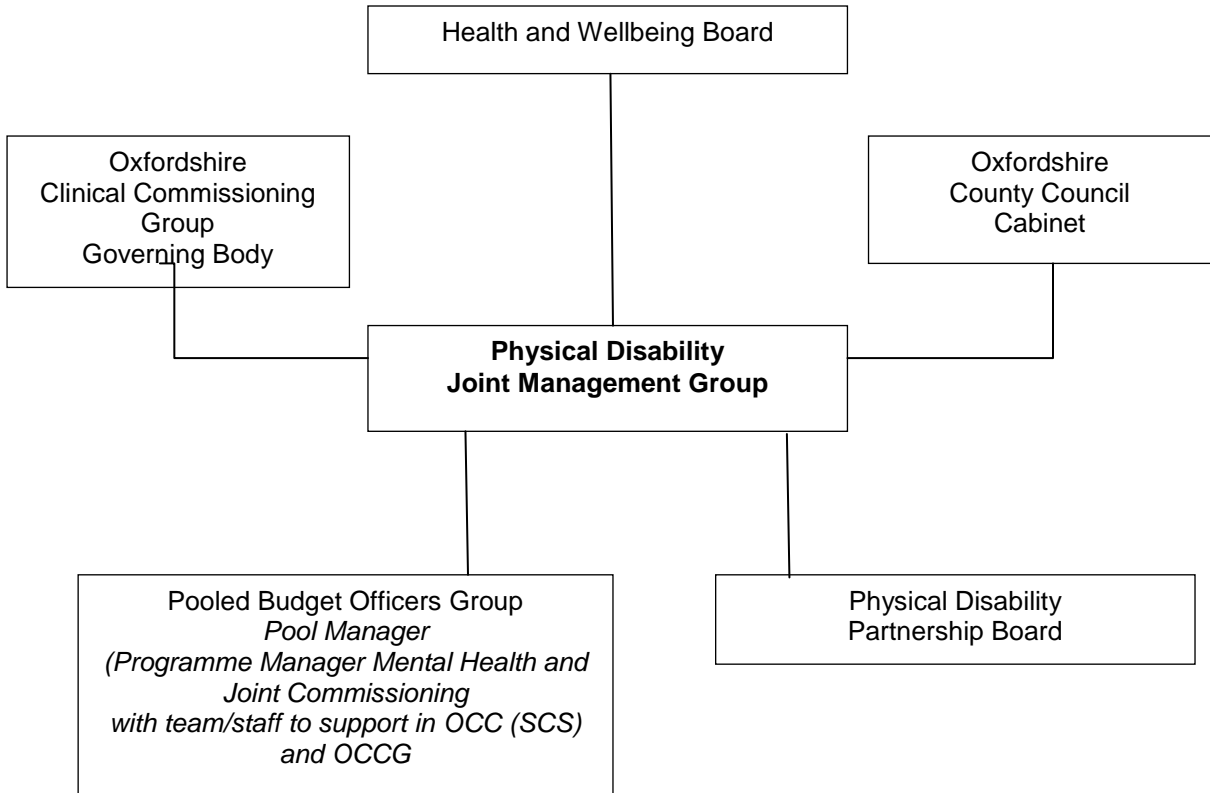 Health and Wellbeing Board
Oxfordshire
Clinical Commissioning
Group
Governing Body
Oxfordshire
County Council
Cabinet
Physical Disability
Joint Management Group
Pooled Budget Officers Group
Pool Manager
(Programme Manager Mental Health and
Joint Commissioning
with team/staff to support in OCC (SCS)
and OCCG
Physical Disability
Partnership Board